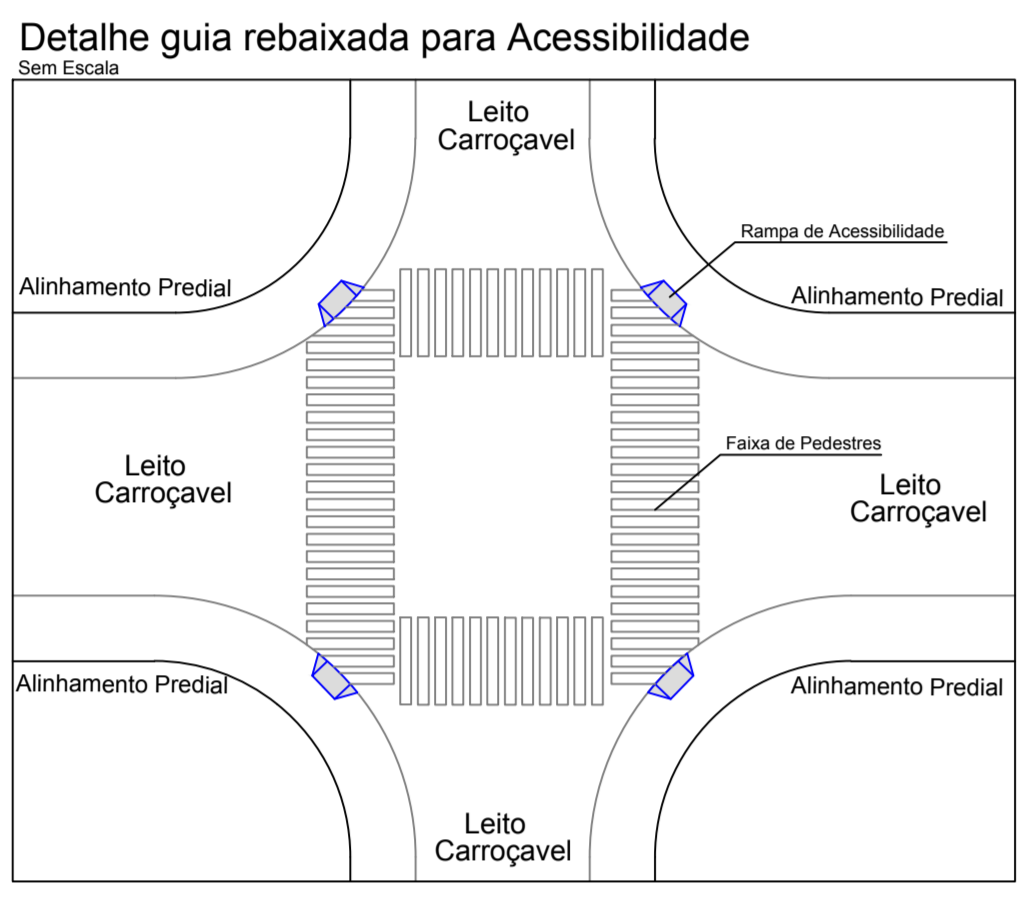 Detalhe guia rebaixada para Acessibilidade
Sem Escala
Leito
Carroçavel
Rampa de Acessibilidade
Alinhamento Predial
Alinhamento Predial
Faixa de Pedestres
Leito
Carroçavel
Leito
Carroçavel
Alinhamento Predial
Alinhamento Predial
Leito
Carroçavel